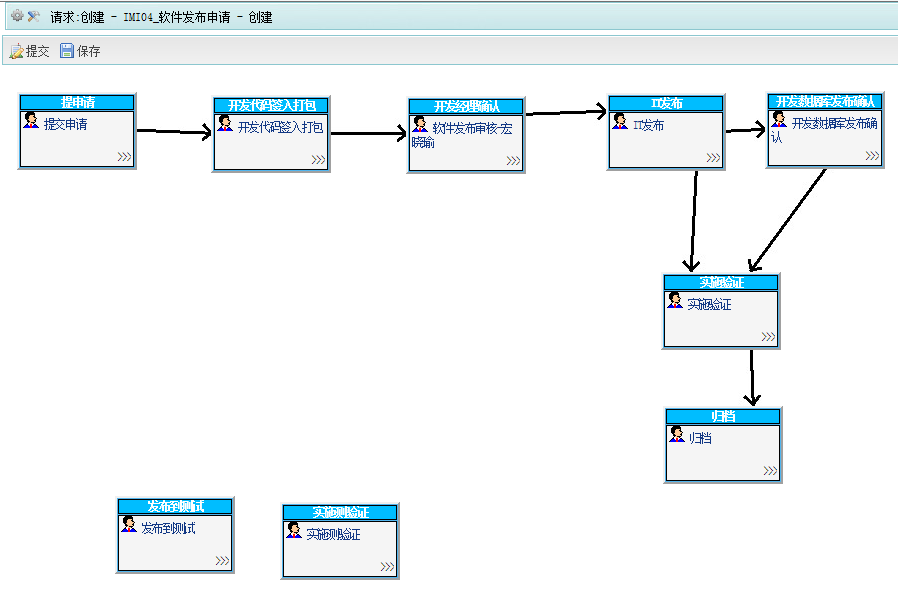 请求:创建 - IMI04_软件发布申请 - 创建
提交 保存
提申请
提交申请
开发代码签入打包
开发代码签入打包
开发经理确认
软件发布审核-宏
晓瑜
IT发布
IT发布
开发数据库发布确认
开发数据库发布确
认
实施验证
实施验证
归档
归档
发布到测试
发布到测试
实施测验证
实施测验证